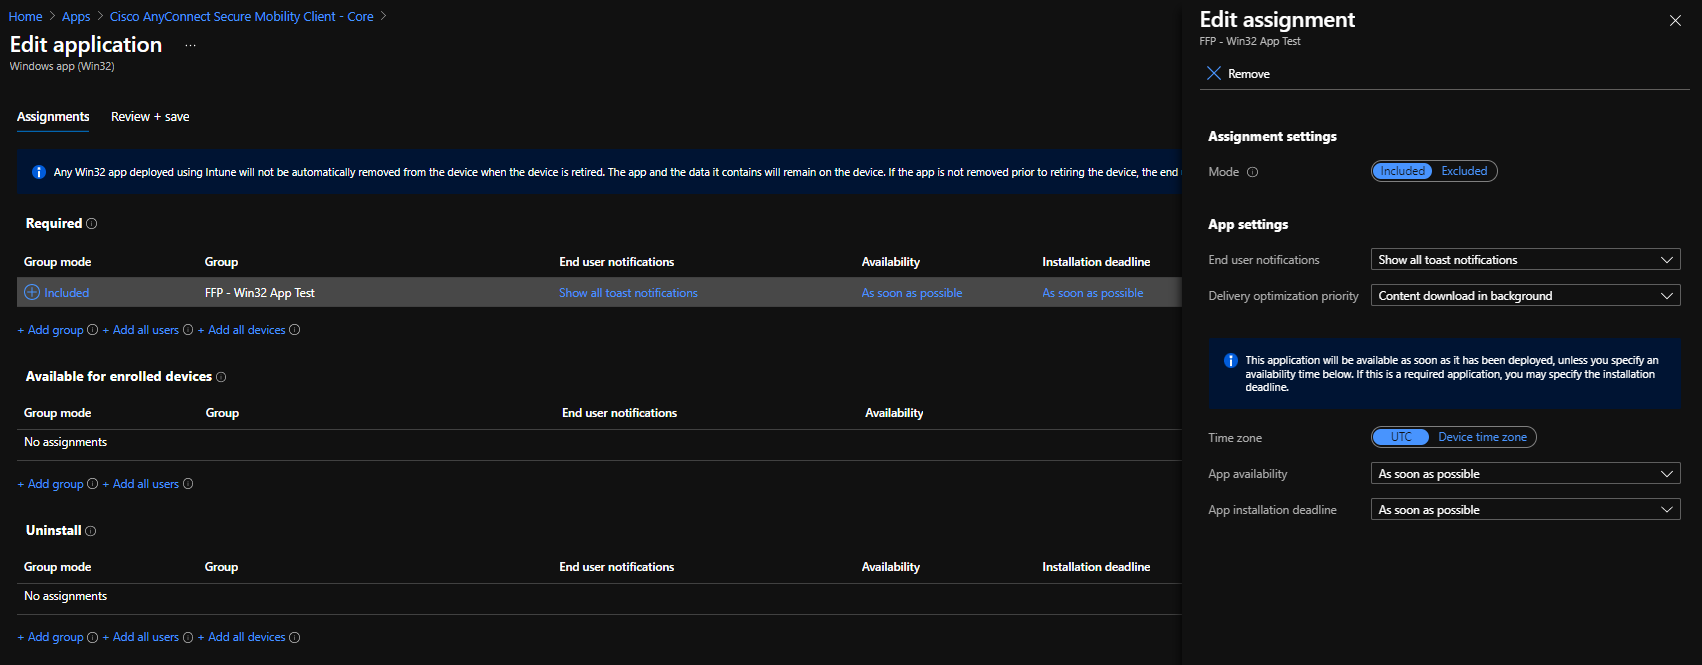 Home > Apps > Cisco AnyConnect Secure Mobility Client - Core >
Edit application ...
Windows app (Win32)
Assignments Review + save
Any Win32 app deployed using Intune will not be automatically removed from the device when the device is retired. The app and the data it contains will remain on the device. If the app is not removed prior to retiring the device, the end
Required
Group mode Group End user notifications Availability Installation deadline
Included FFP - Win32 App Test Show all toast notifications As soon as possible As soon as possible
+ Add group + Add all users + Add all devices
Available for enrolled devices
Group mode Group End user notifications Availability
No assignments
+ Add group + Add all users
Uninstall
Group mode Group End user notifications Availability Installation deadline
No assignments
+ Add group + Add all users + Add all devices
Edit assignment
FFP - Win32 App Test
Remove
Assignment settings
Mode Included Excluded
App settings
End user notifications Show all toast notifications
Delivery optimization priority Content download in background
This application will be available as soon as it has been deployed, unless you specify an
availability time below. If this is a required application, you may specify the installation
deadline.
Time zone UTC Device time zone
App availability As soon as possible
App installation deadline As soon as possible